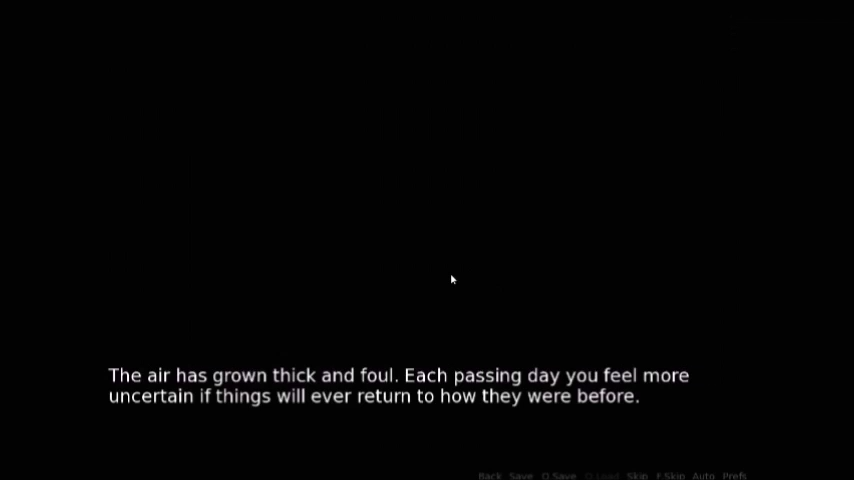 The air has grown thick and foul. Each passing day you feel more
uncertain if things will ever return to how they were before.
Back Save Q.Save Q.Load Skip F.Skip Auto Prefs